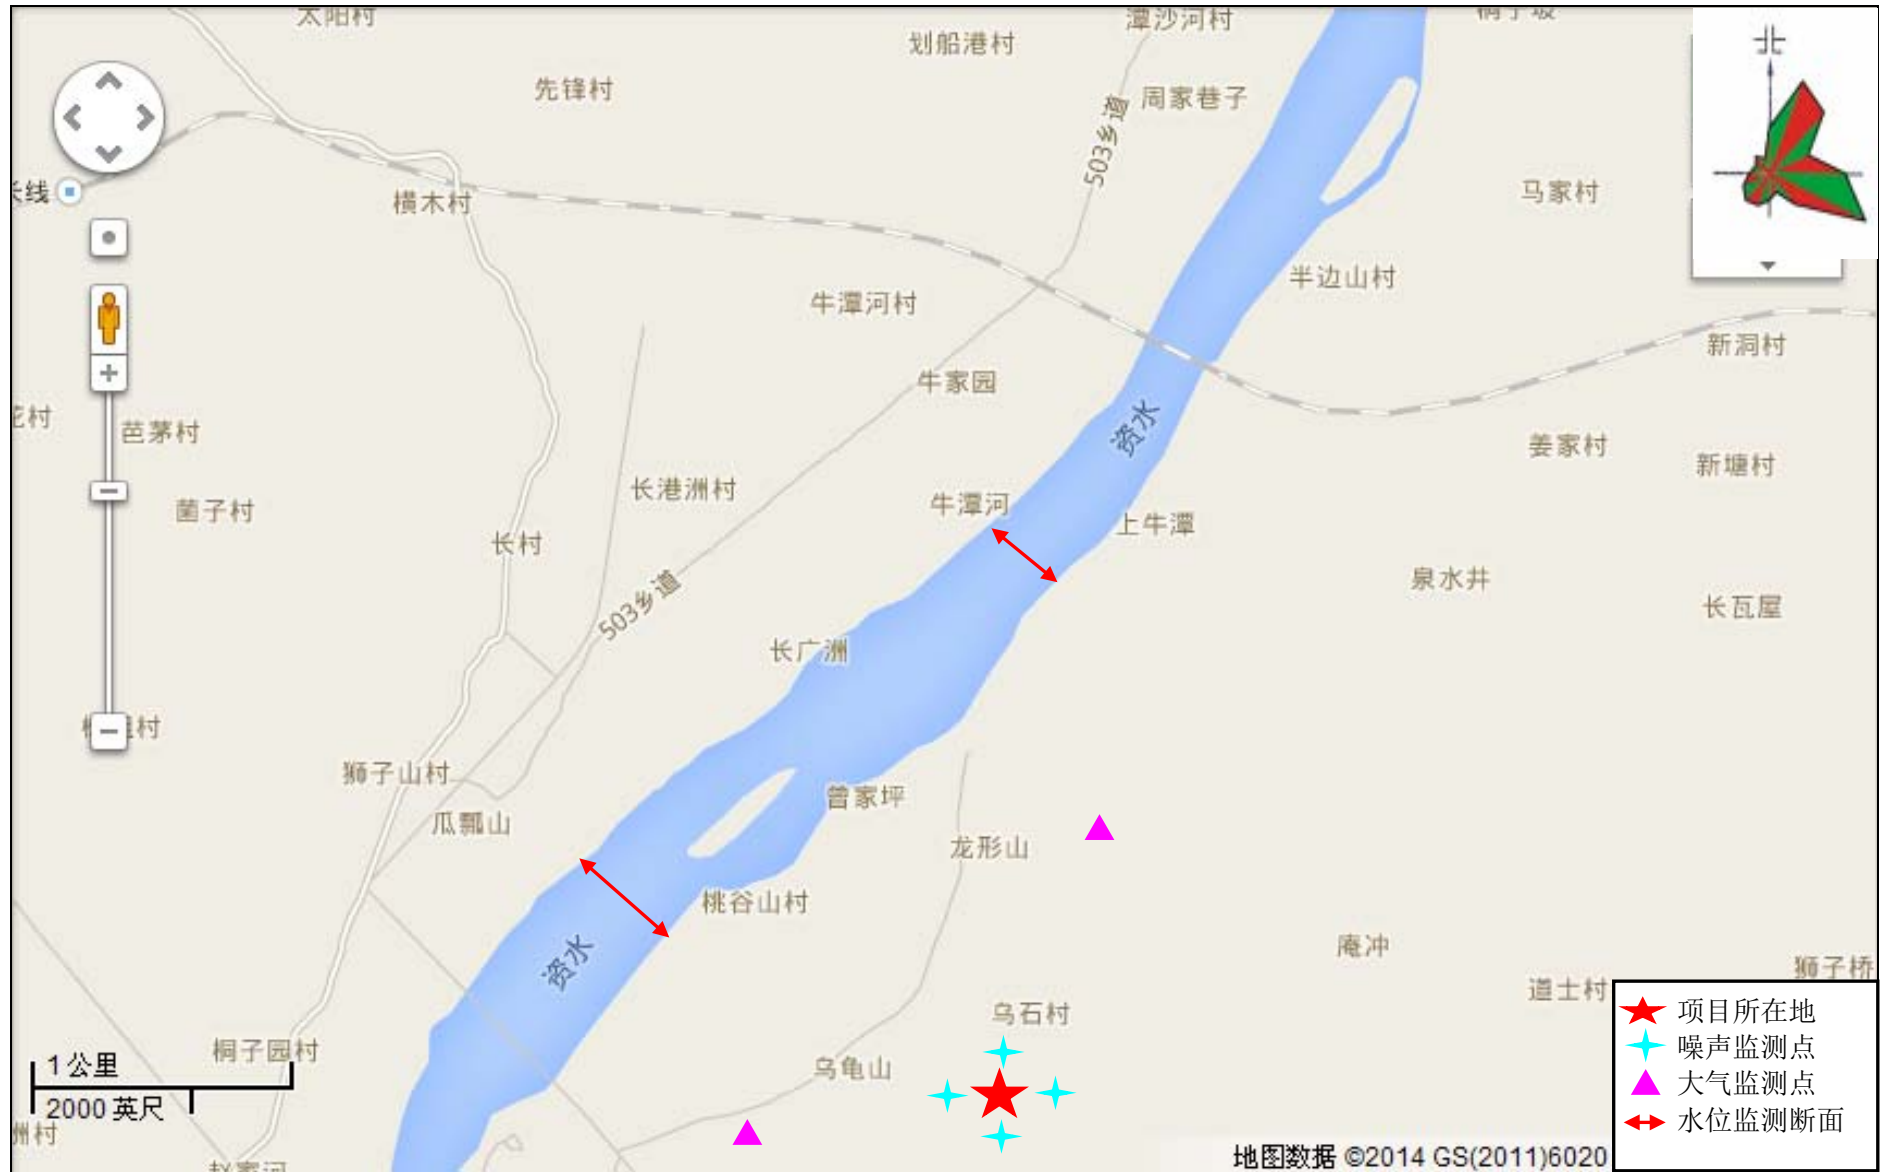 太阳村
划船港村
潭沙河村
先锋村
周家巷子
503乡道
北
长线
横木村
马家村
半边山村
牛潭河村
新洞村
牛家园
芭茅村
资水
姜家村
新塘村
长港洲村
菌子村
牛潭河
上牛潭
长村
泉水井
503乡道
长瓦屋
长广洲
狮子山村
曾家坪
瓜瓢山
龙形山
桃谷山村
庵冲
资水
狮子桥
道士村
乌石村
项目所在地
噪声监测点
大气监测点
水位监测断面
桐子园村
1 公里
乌龟山
2000 英尺
洲村
赵家河
地图数据 ©2014 GS(2011)6020